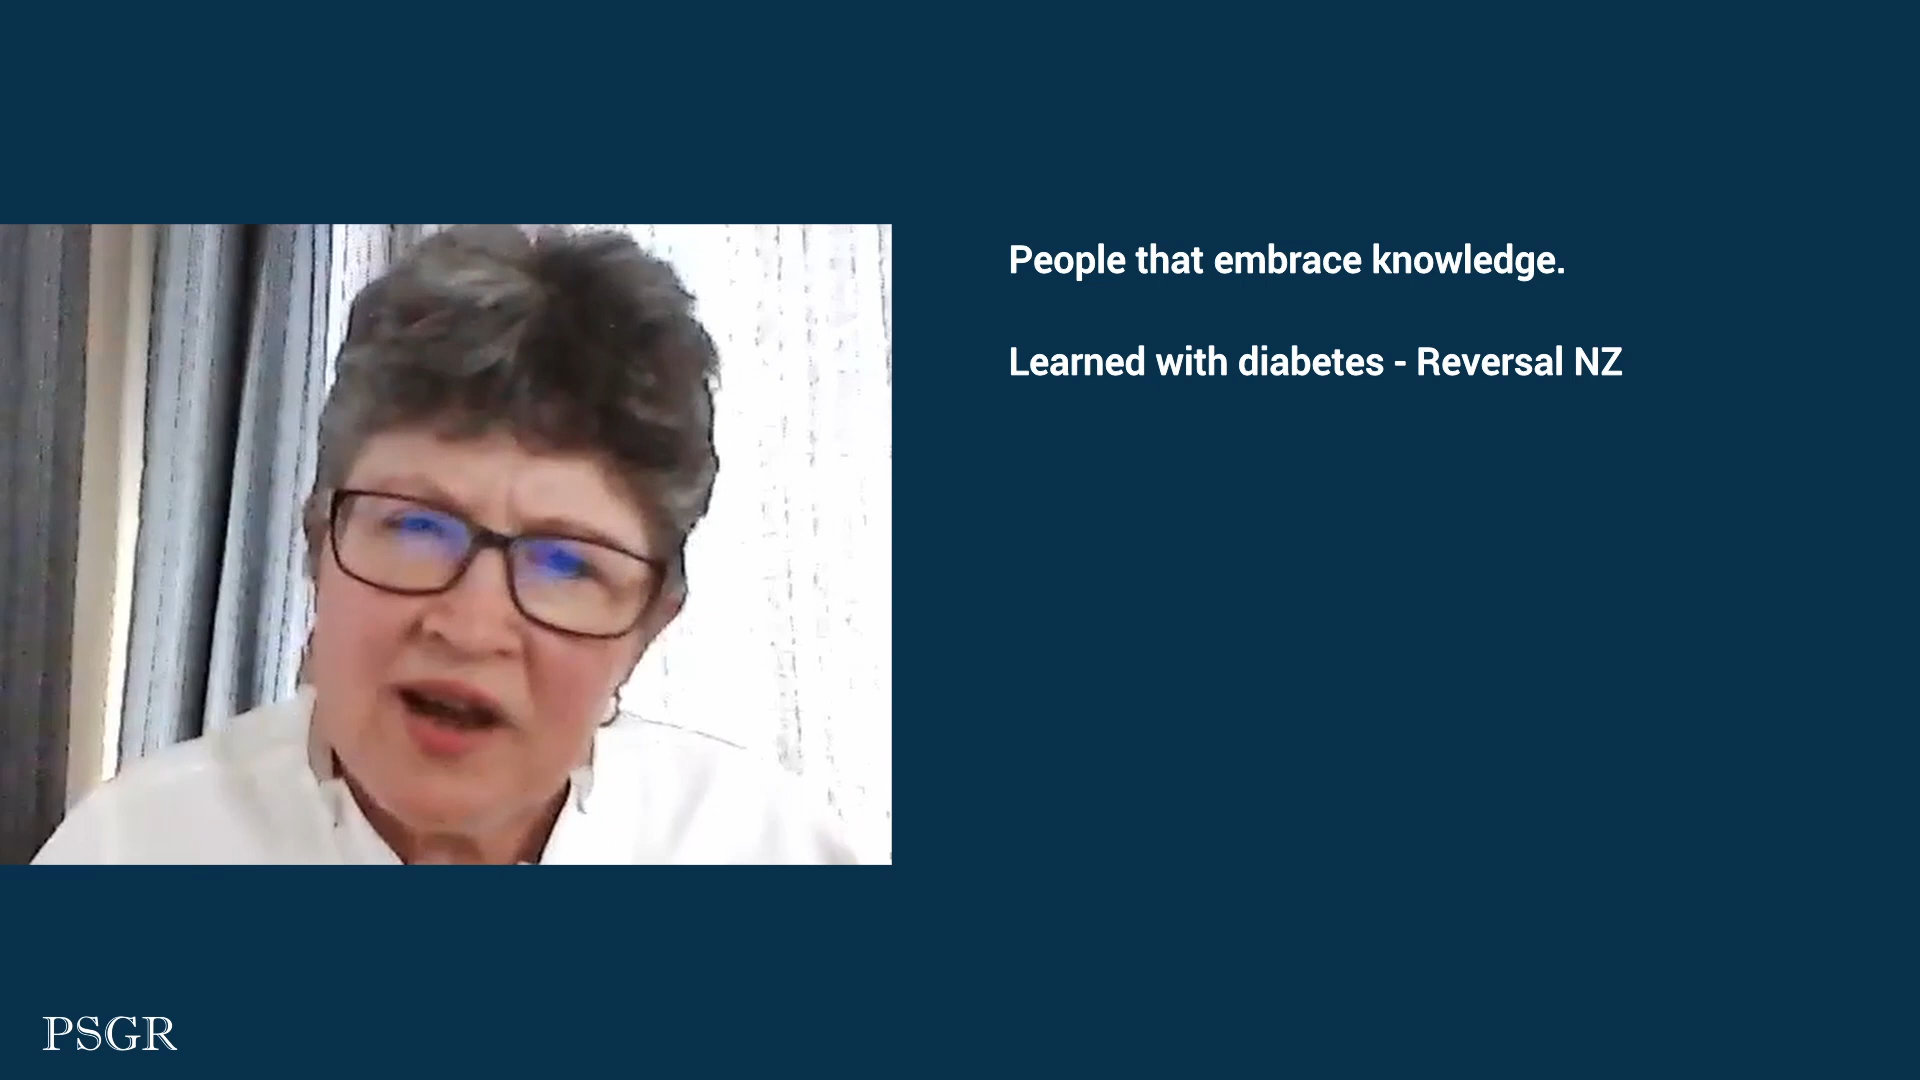 People that embrace knowledge.
Learned with diabetes - Reversal NZ
PSGR